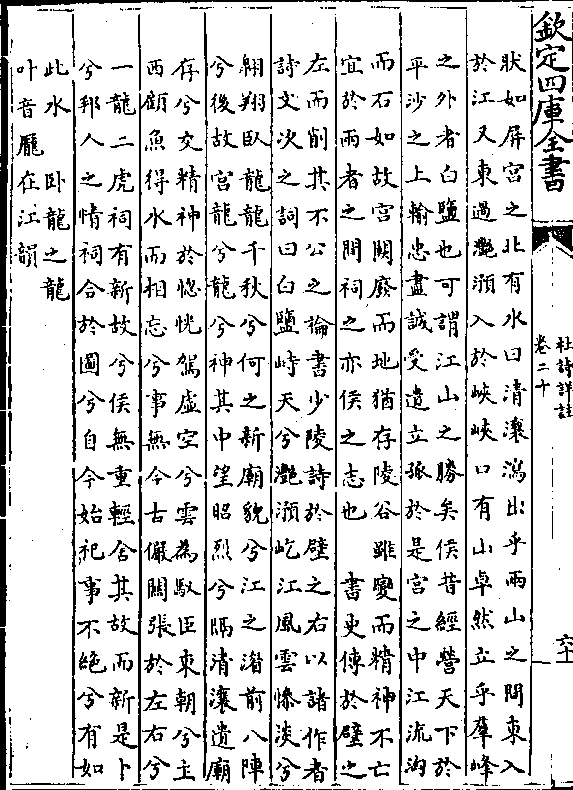 欽定四庫全書
杜詩詳註
卷二十
六十一
狀如屏宮之北有水曰清瀼瀉出乎兩山之間東入
於江又東過灔澦入於峽峽口有山卓然立乎羣峰
之外者白鹽也可謂江山之勝矣侯昔經營天下於
平沙之上輸忠盡誠受遺立孤於是宮之中江流洶
而石如故宮闕廢而地猶存陵谷雖變而精神不亡
宜於兩者之間祠之亦侯之志也 書史傳於壁之
左而削其不公之論書少陵詩於壁之右以諸作者
詩文次之詞曰白鹽峙天兮灔澦屹江風雲慘淡兮
翺翔臥龍龍千秋兮何之新廟貌兮江之渚前八陣
兮後故宮龍兮龍兮神其中望昭烈兮隔清瀼遺廟
存兮交精神於惚恍駕虛空兮雲為馭臣東朝兮主
西顧魚得水而相忘兮事無今古儼關張於左右兮
一龍二虎祠有新故兮侯無重輕舍其故而新是卜
兮邦人之情祠合於圖兮自今始祀事不絶兮有如
此水 臥龍之龍
叶音龎在江韻